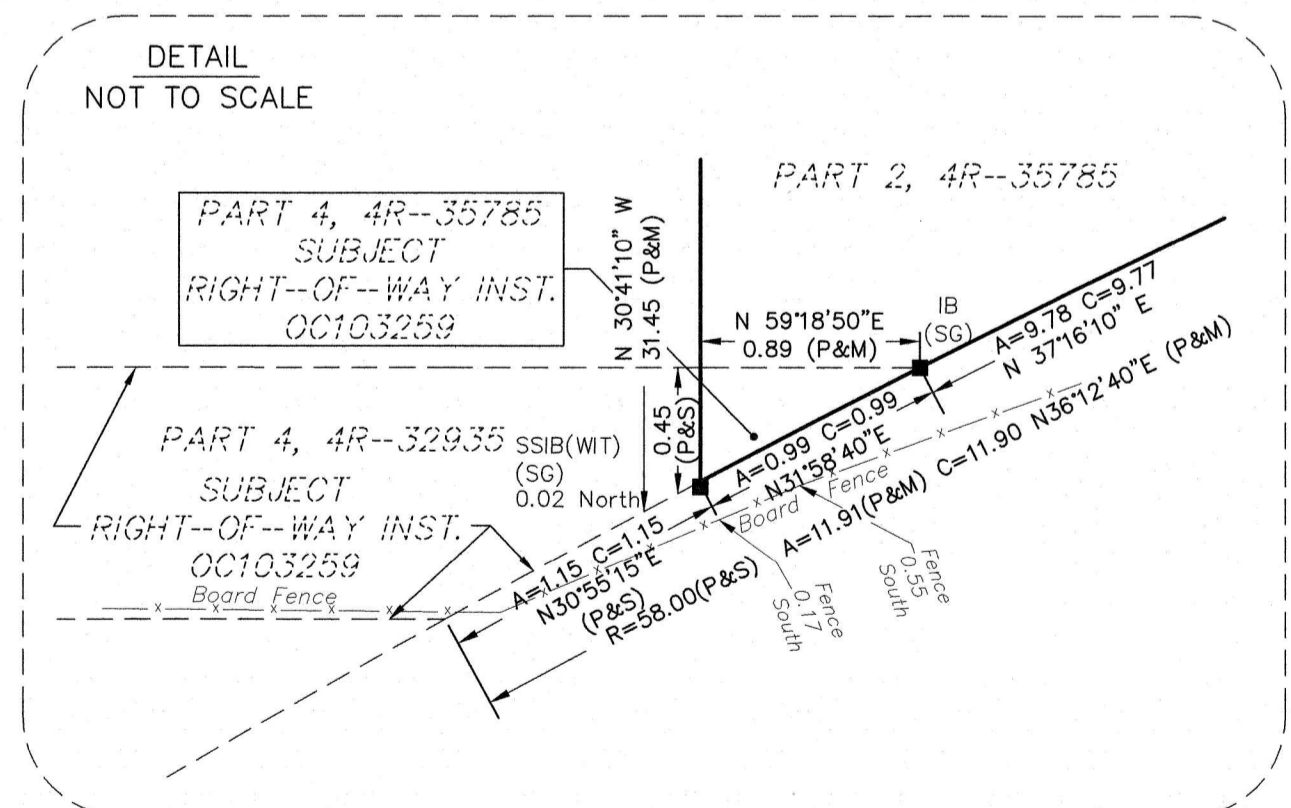 DETAIL
NOT TO SCALE
PART 2, 4R--35785
PART 4, 4R--35785
SUBJECT
RIGHT--OF--WAY INST.
OC103259
N 30°41'10" W
31.45 (P&M)
N 59°18'50"E
0.89 (P&M)
IB
(SG)
A=9.78 C=9.77
N 37°16'10" E
0.45
(P&S)
A=0.99 C=0.99
N31°58'40"E
PART 4, 4R--32935
SUBJECT
RIGHT--OF--WAY INST.
OC103259
SSIB(WIT)
(SG)
0.02 North
Board Fence
Board Fence
A=1.15 C=1.15
N30°55'15"E
(P&S)
R=58.00(P&S) A=11.91(P&M) C=11.90 N36°12'40"E (P&M)
Fence
0.17
South
Fence
0.55
South